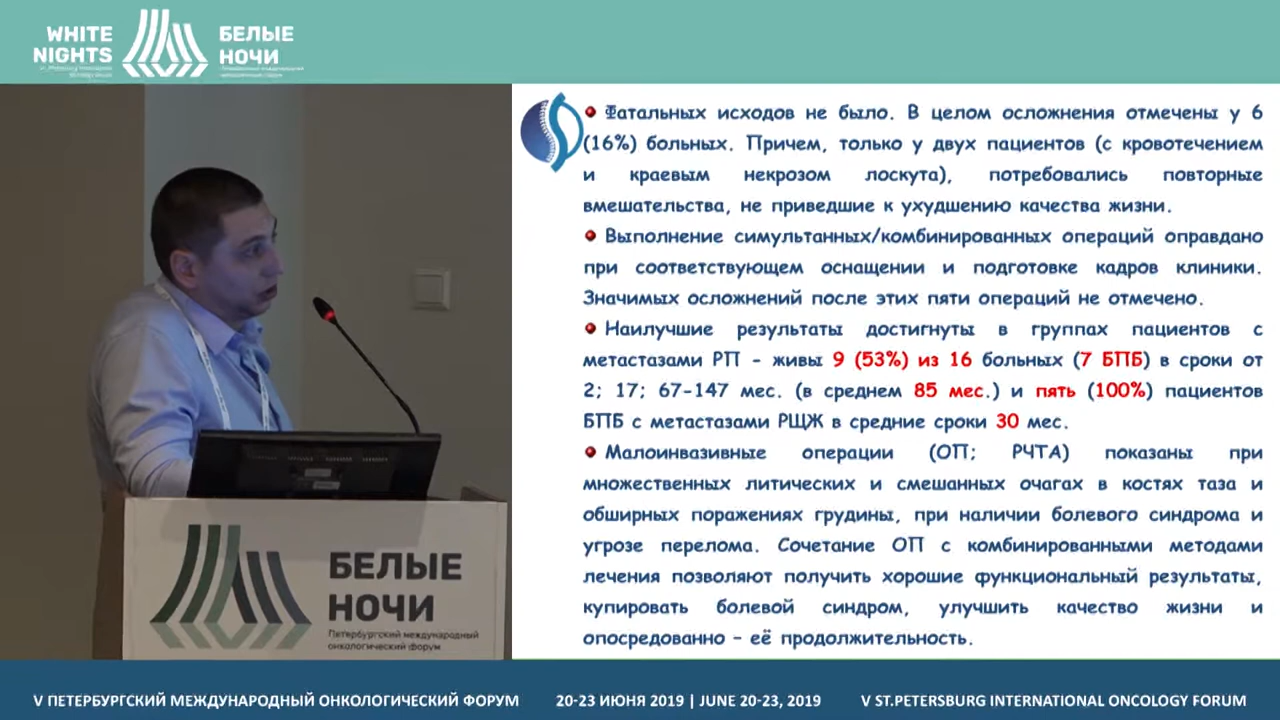 WHITE
NIGHTS
БЕЛЫЕ
НОЧИ
Фатальных исходов не было. В целом осложнения отмечены у 6
(16%) больных. Причем, только у двух пациентов (с кровотечением
и краевым некрозом лоскута), потребовались повторные
вмешательства, не приведшие к ухудшению качества жизни.
Выполнение симультанных/комбинированных операций оправдано
при соответствующем оснащении и подготовке кадров клиники.
Значимых осложнений после этих пяти операций не отмечено.
Наилучшие результаты достигнуты в группах пациентов с
метастазами РП - живы 9 (53%) из 16 больных (7 БПБ) в сроки от
2; 17; 67-147 мес. (в среднем 85 мес.) и пять (100%) пациентов
БПБ с метастазами РЩЖ в средние сроки 30 мес.
Малоинвазивные операции (ОП; РЧТА) показаны при
множественных литических и смешанных очагах в костях таза и
обширных поражениях грудины, при наличии болевого синдрома и
угрозе перелома. Сочетание ОП с комбинированными методами
лечения позволяют получить хорошие функциональный результаты,
купировать болевой синдром, улучшить качество жизни и
опосредованно – её продолжительность.
БЕЛЫЕ
НОЧИ
Петербургский международный
онкологический форум
V ПЕТЕРБУРГСКИЙ МЕЖДУНАРОДНЫЙ ОНКОЛОГИЧЕСКИЙ ФОРУМ
20-23 ИЮНЯ 2019 | JUNE 20-23, 2019
V ST.PETERSBURG INTERNATIONAL ONCOLOGY FORUM